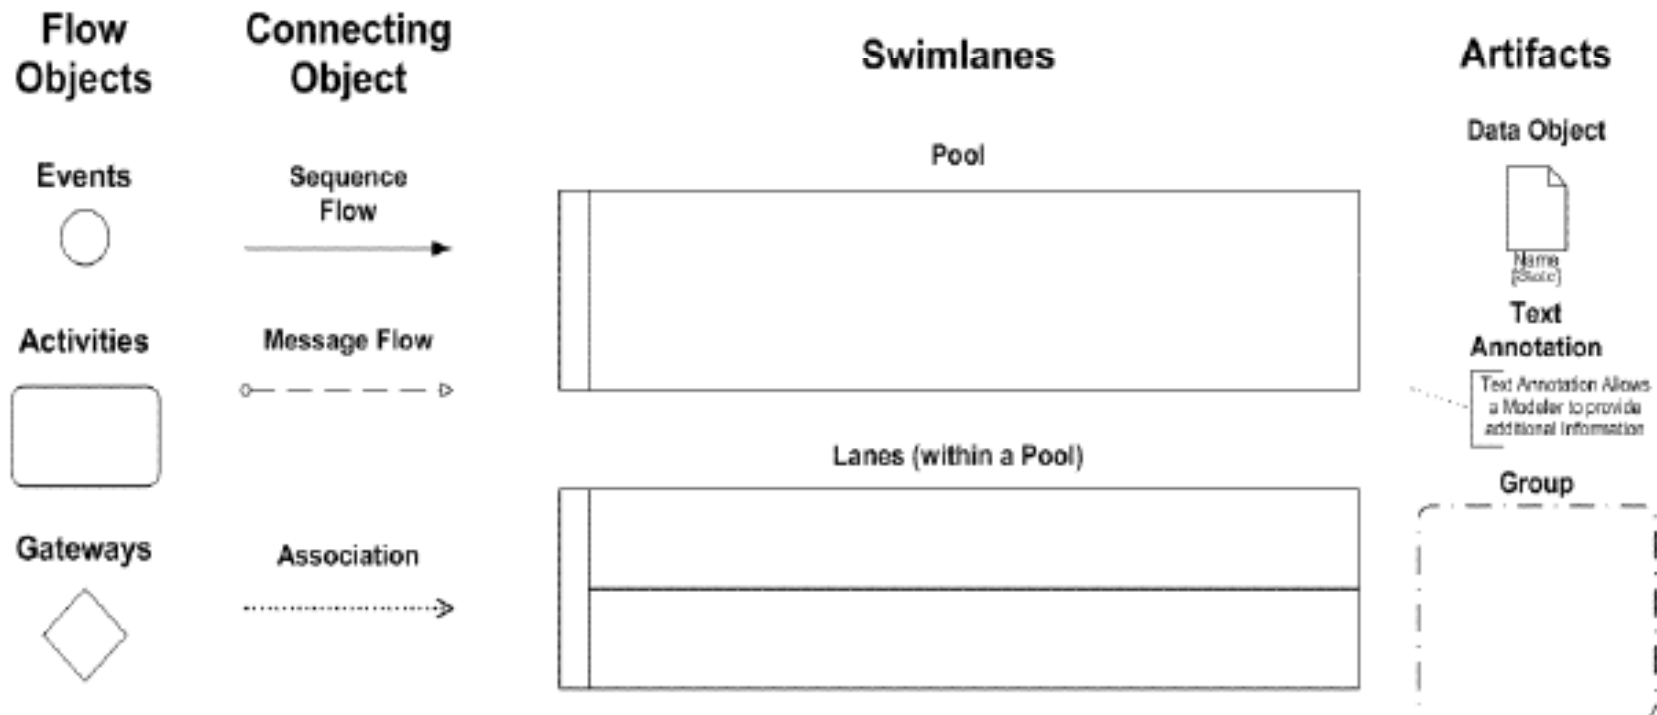 Flow
Objects
Events
Activities
Gateways
Connecting
Object
Sequence
Flow
Message Flow
Association
Swimlanes
Pool
Lanes (within a Pool)
Artifacts
Data Object
Name
[State]
Text
Annotation
Text Annotation Allows
a Modeler to provide
additional Information
Group